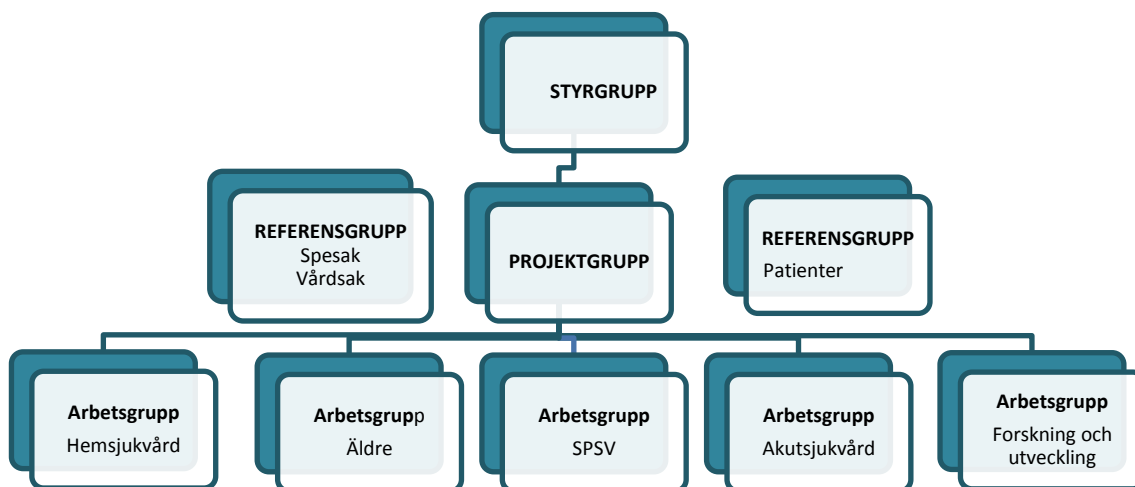 STYRGRUPP
REFERENSGRUPP
Spesak
Vårdsak
PROJEKTGRUPP
REFERENSGRUPP
Patienter
Arbetsgrupp
Hemsjukvård
Arbetsgrupp
Äldre
Arbetsgrupp
SPSV
Arbetsgrupp
Akutsjukvård
Arbetsgrupp
Forskning och
utveckling